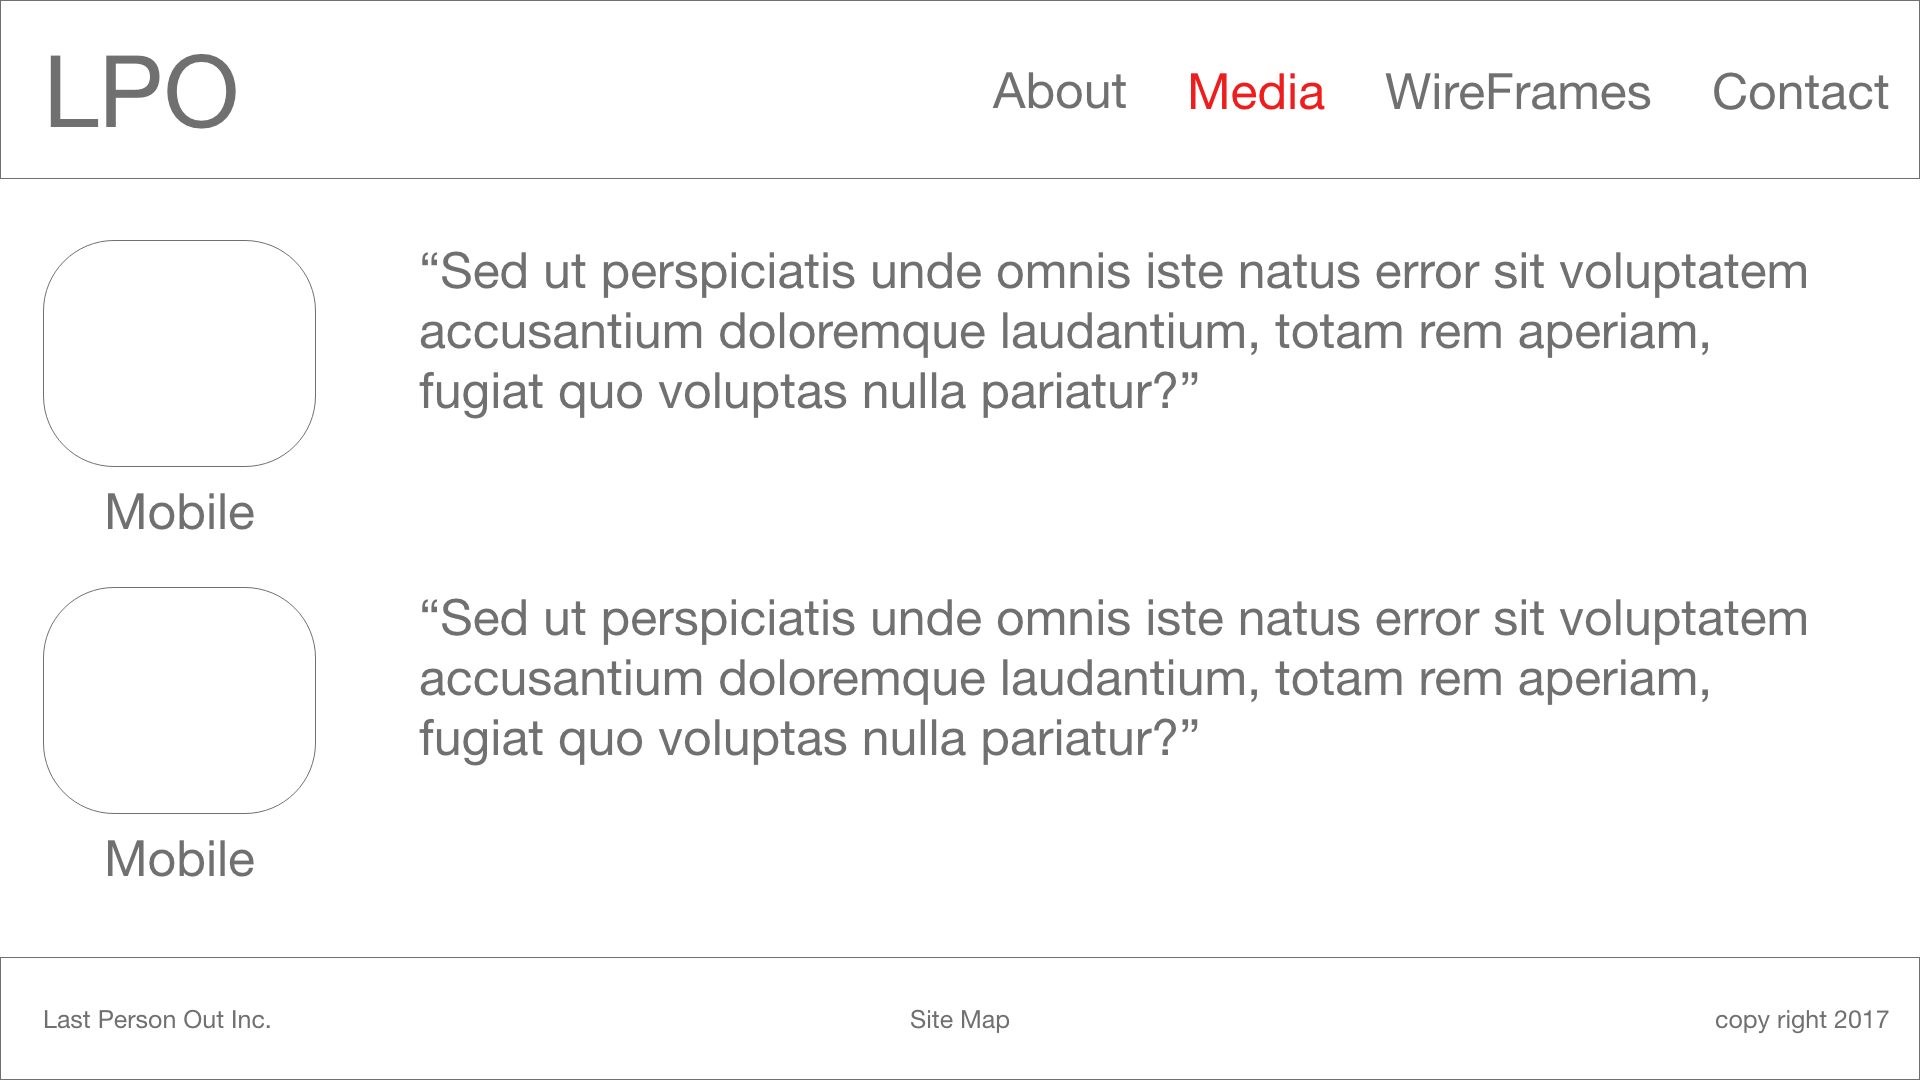 LPO
About Media WireFrames Contact
“Sed ut perspiciatis unde omnis iste natus error sit voluptatem
accusantium doloremque laudantium, totam rem aperiam,
fugiat quo voluptas nulla pariatur?”
Mobile
“Sed ut perspiciatis unde omnis iste natus error sit voluptatem
accusantium doloremque laudantium, totam rem aperiam,
fugiat quo voluptas nulla pariatur?”
Mobile
Last Person Out Inc. Site Map copy right 2017